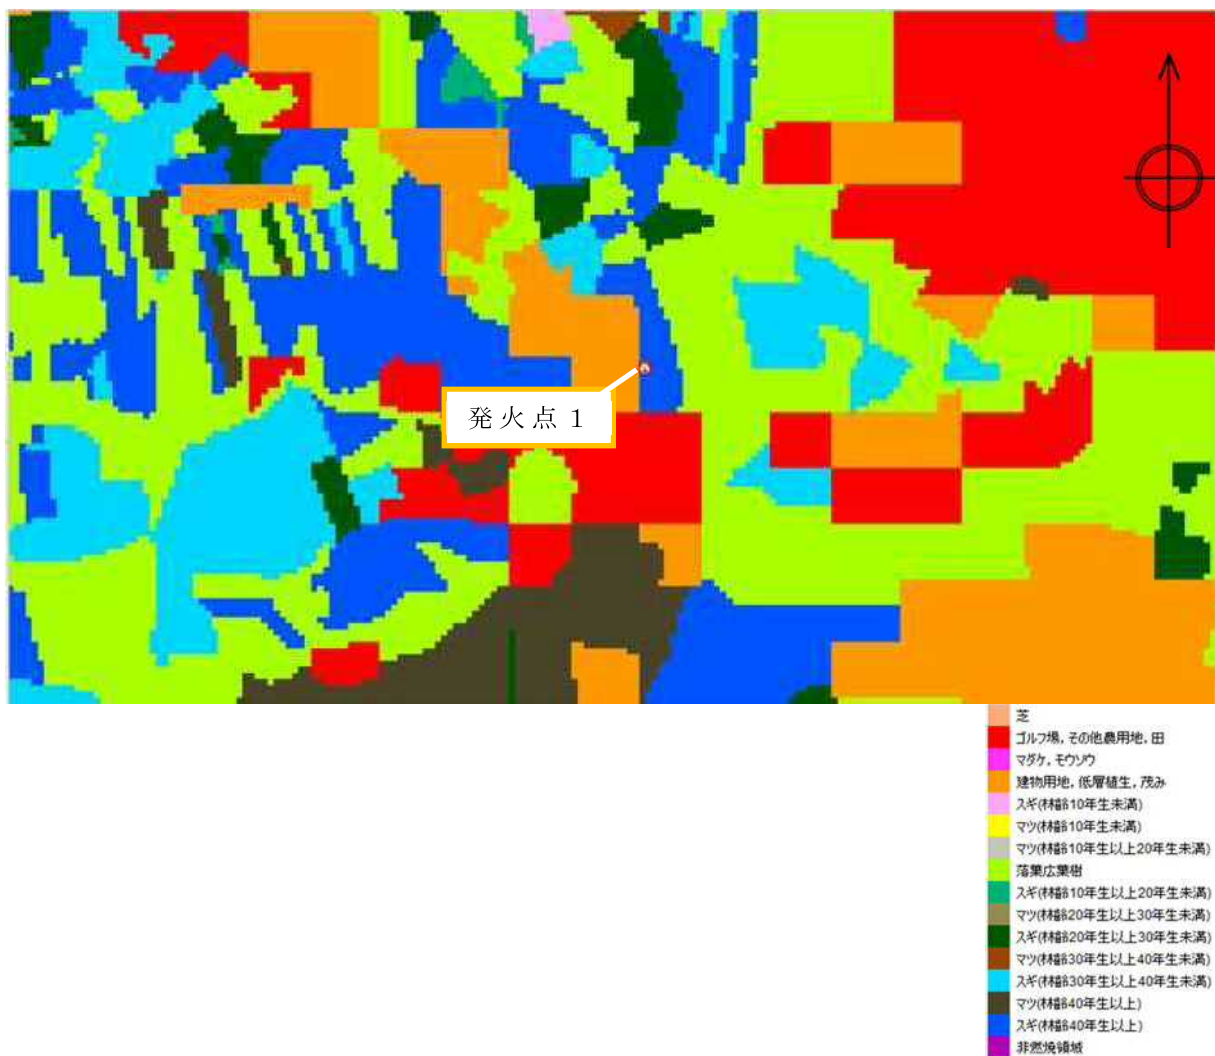 発火点 1
芝
ゴルフ場, その他農用地, 田
マダケ, モウソウ
建物用地, 低層植生, 茂み
スギ(林齢10年生未満)
マツ(林齢10年生未満)
マツ(林齢10年生以上20年生未満)
落葉広葉樹
スギ(林齢10年生以上20年生未満)
マツ(林齢20年生以上30年生未満)
スギ(林齢20年生以上30年生未満)
マツ(林齢30年生以上40年生未満)
スギ(林齢30年生以上40年生未満)
マツ(林齢40年生以上)
スギ(林齢40年生以上)
非燃焼領域